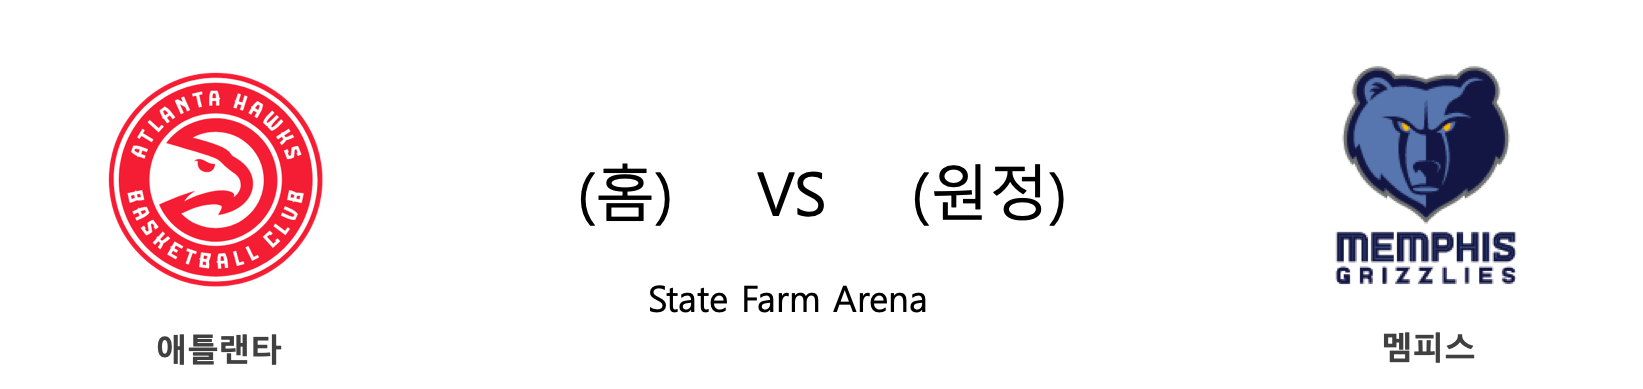 ATLANTA HAWKS
BASKETBALL CLUB
(홈) VS (원정)
MEMPHIS
GRIZZLIES
State Farm Arena
애틀랜타
멤피스